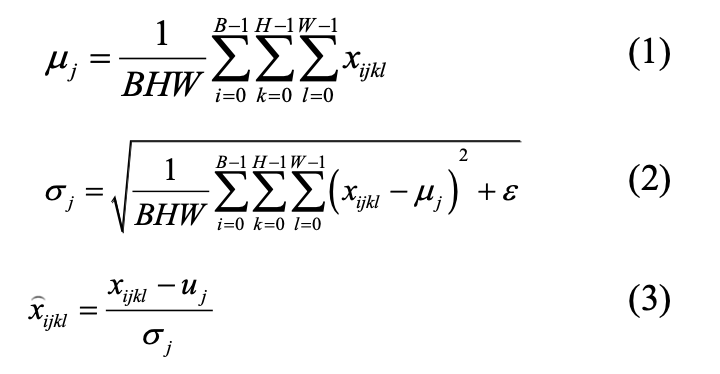 μ_j = \frac{1}{BHW} \sum_{i=0}^{B-1} \sum_{k=0}^{H-1} \sum_{l=0}^{W-1} x_{ijkl} (1)
σ_j = \sqrt{\frac{1}{BHW} \sum_{i=0}^{B-1} \sum_{k=0}^{H-1} \sum_{l=0}^{W-1} (x_{ijkl} - μ_j)^2 + ε} (2)
\hat{x}_{ijkl} = \frac{x_{ijkl} - u_j}{σ_j} (3)